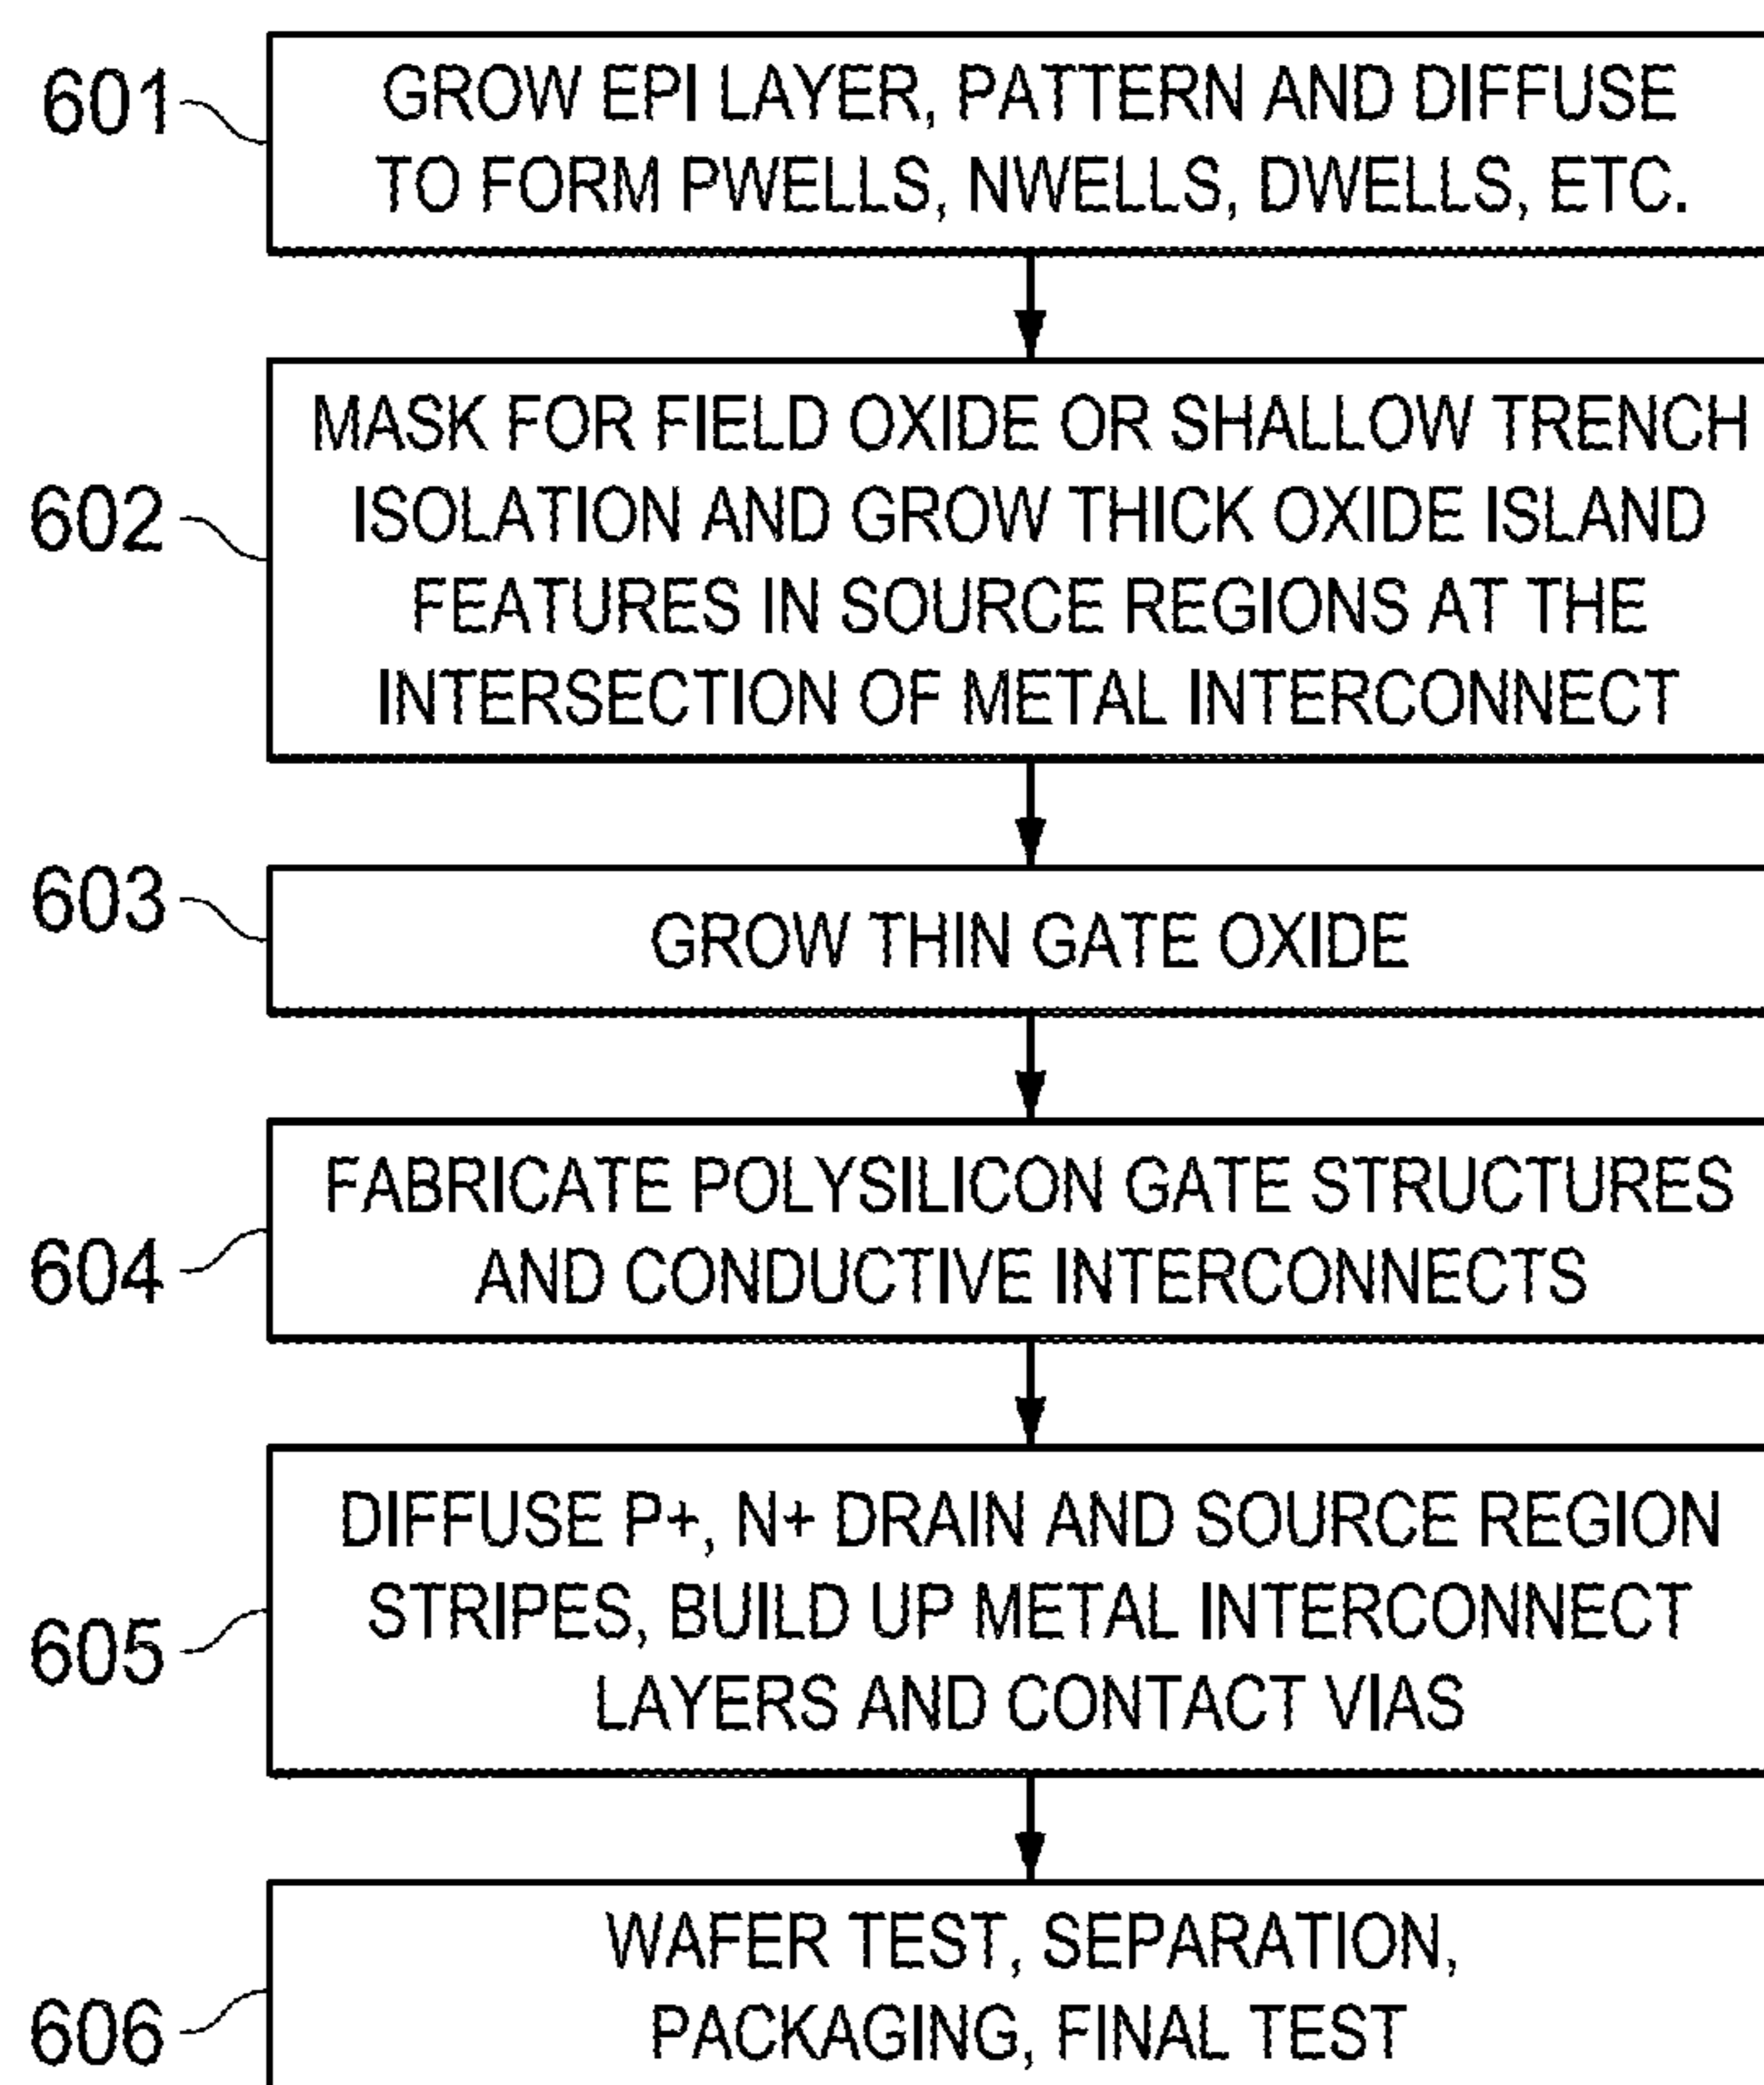 601
GROW EPI LAYER, PATTERN AND DIFFUSE
TO FORM PWELLS, NWELLS, DWELLS, ETC.
602
MASK FOR FIELD OXIDE OR SHALLOW TRENCH
ISOLATION AND GROW THICK OXIDE ISLAND
FEATURES IN SOURCE REGIONS AT THE
INTERSECTION OF METAL INTERCONNECT
603
GROW THIN GATE OXIDE
604
FABRICATE POLYSILICON GATE STRUCTURES
AND CONDUCTIVE INTERCONNECTS
605
DIFFUSE P+, N+ DRAIN AND SOURCE REGION
STRIPES, BUILD UP METAL INTERCONNECT
LAYERS AND CONTACT VIAS
606
WAFER TEST, SEPARATION,
PACKAGING, FINAL TEST